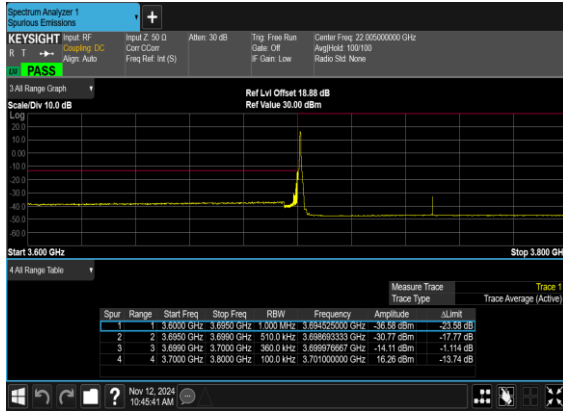 Spectrum Analyzer 1
Spurious Emissions
+
KEYSIGHT Input: RF Input Z: 50 Ω Atten: 30 dB Trig: Free Run Center Freq: 22.005000000 GHz
R T Coupling: DC Corr CCorr Gate: Off Avg|Hold: 100/100
Align: Auto Freq Ref: Int (S) IF Gain: Low Radio Std: None
PASS
3 All Range Graph
Ref Lvl Offset 18.88 dB
Scale/Div 10.0 dB Ref Value 30.00 dBm
Log
20.0
10.0
0.00
-10.0
-20.0
-30.0
-40.0
-50.0
-60.0
Start 3.600 GHz Stop 3.800 GH
4 All Range Table
Measure Trace Trace 1
Trace Type Trace Average (Active)
Spur Range Start Freq Stop Freq RBW Frequency Amplitude ΔLimit
1 1 3.6000 GHz 3.6950 GHz 1.000 MHz 3.694525000 GHz -36.58 dBm -23.58 dB
2 2 3.6950 GHz 3.6990 GHz 510.0 kHz 3.698693333 GHz -30.77 dBm -17.77 dB
3 3 3.6990 GHz 3.7000 GHz 360.0 kHz 3.699976667 GHz -14.11 dBm -1.114 dB
4 4 3.7000 GHz 3.8000 GHz 100.0 kHz 3.701000000 GHz 16.26 dBm -13.74 dB
? Nov 12, 2024
10:45:41 AM